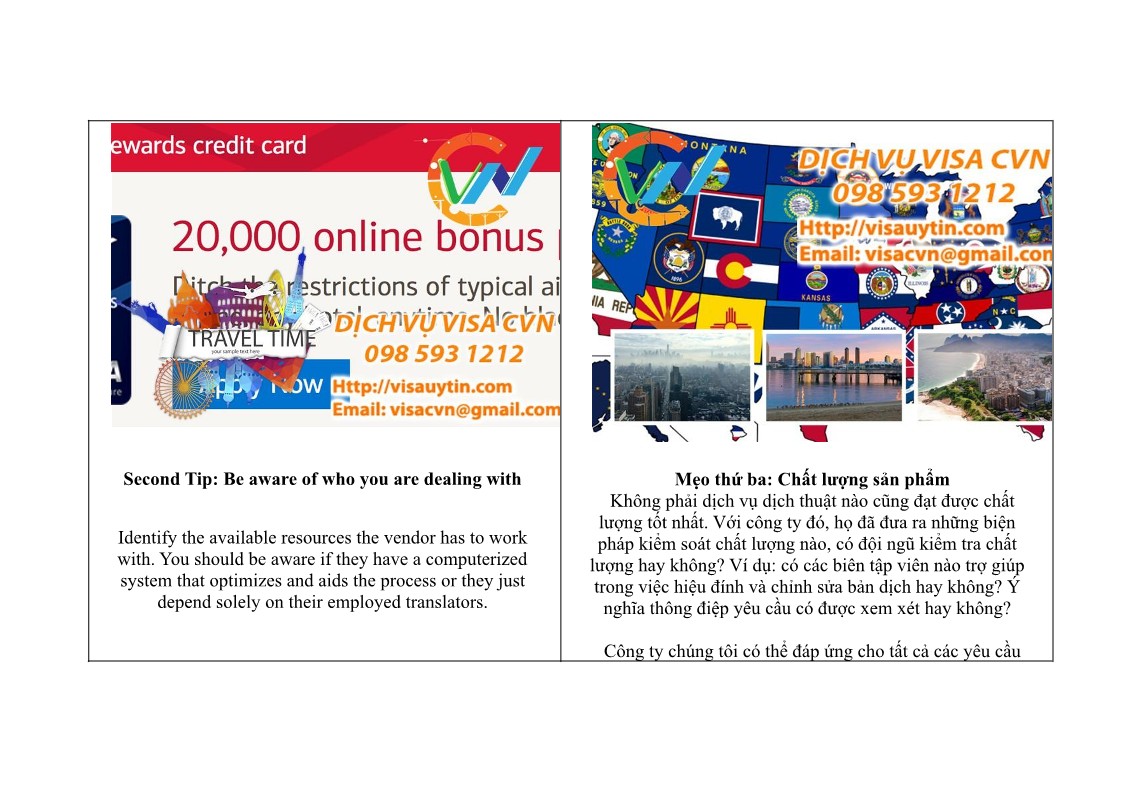 ewards credit card
20,000 online bonus
Ditch the restrictions of typical ai
hotel, anytime. No
TRAVEL TIME
your sample text here
DỊCH VỤ VISA CVN
098 593 1212
Apply Now
Http://visauytin.com
Email: visacvn@gmail.com
Second Tip: Be aware of who you are dealing with
Identify the available resources the vendor has to work
with. You should be aware if they have a computerized
system that optimizes and aids the process or they just
depend solely on their employed translators.
MONTANA
DỊCH VỤ VISA CVN
098 593 1212
Http://visauytin.com
Email: visacvn@gmail.com
KANSAS
ILLINOIS
ARKANSAS
Mẹo thứ ba: Chất lượng sản phẩm
Không phải dịch vụ dịch thuật nào cũng đạt được chất
lượng tốt nhất. Với công ty đó, họ đã đưa ra những biện
pháp kiểm soát chất lượng nào, có đội ngũ kiểm tra chất
lượng hay không? Ví dụ: có các biên tập viên nào trợ giúp
trong việc hiệu đính và chỉnh sửa bản dịch hay không? Ý
nghĩa thông điệp yêu cầu có được xem xét hay không?
Công ty chúng tôi có thể đáp ứng cho tất cả các yêu cầu